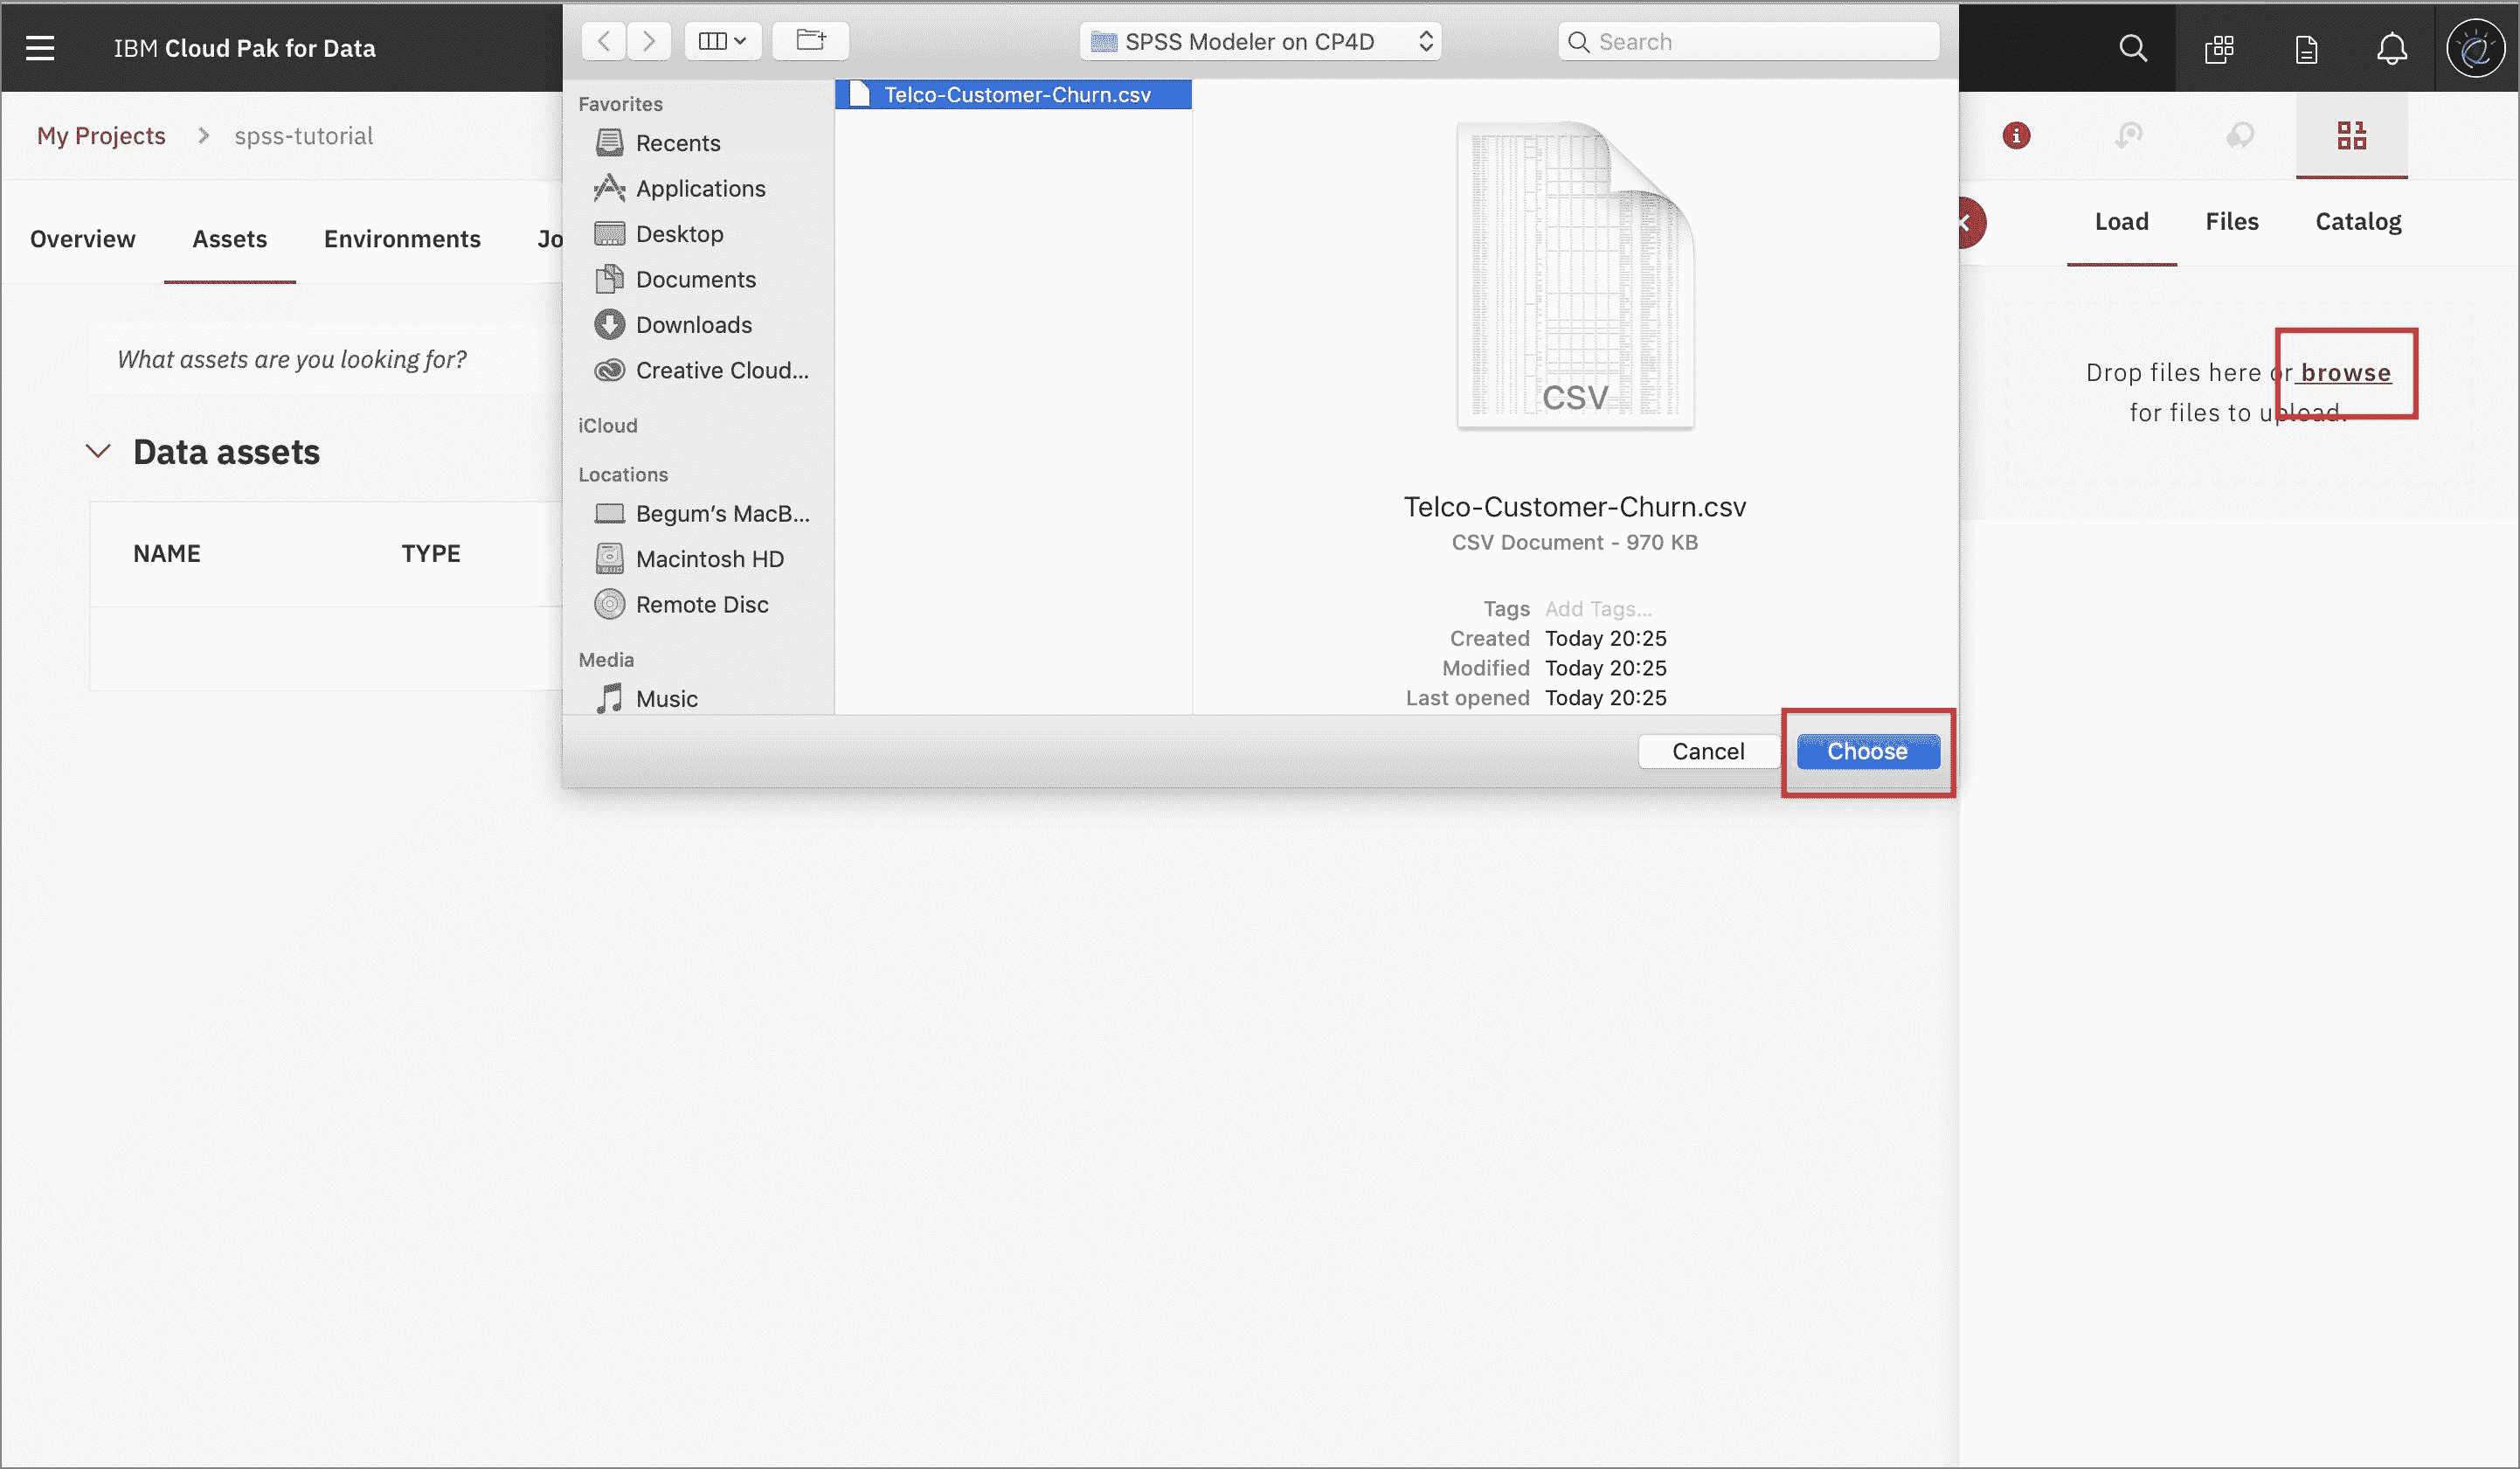 IBM Cloud Pak for Data
SPSS Modeler on CP4D
Search
My Projects > spss-tutorial
Overview
Assets
Environments
Jo
What assets are you looking for?
Data assets
NAME
TYPE
Favorites
Recents
Applications
Desktop
Documents
Downloads
Creative Cloud...
iCloud
Locations
Begum's MacB...
Macintosh HD
Remote Disc
Media
Music
Telco-Customer-Churn.csv
CSV
Telco-Customer-Churn.csv
CSV Document - 970 KB
Tags Add Tags...
Created Today 20:25
Modified Today 20:25
Last opened Today 20:25
Cancel
Choose
Load
Files
Catalog
Drop files here or browse
for files to upload.